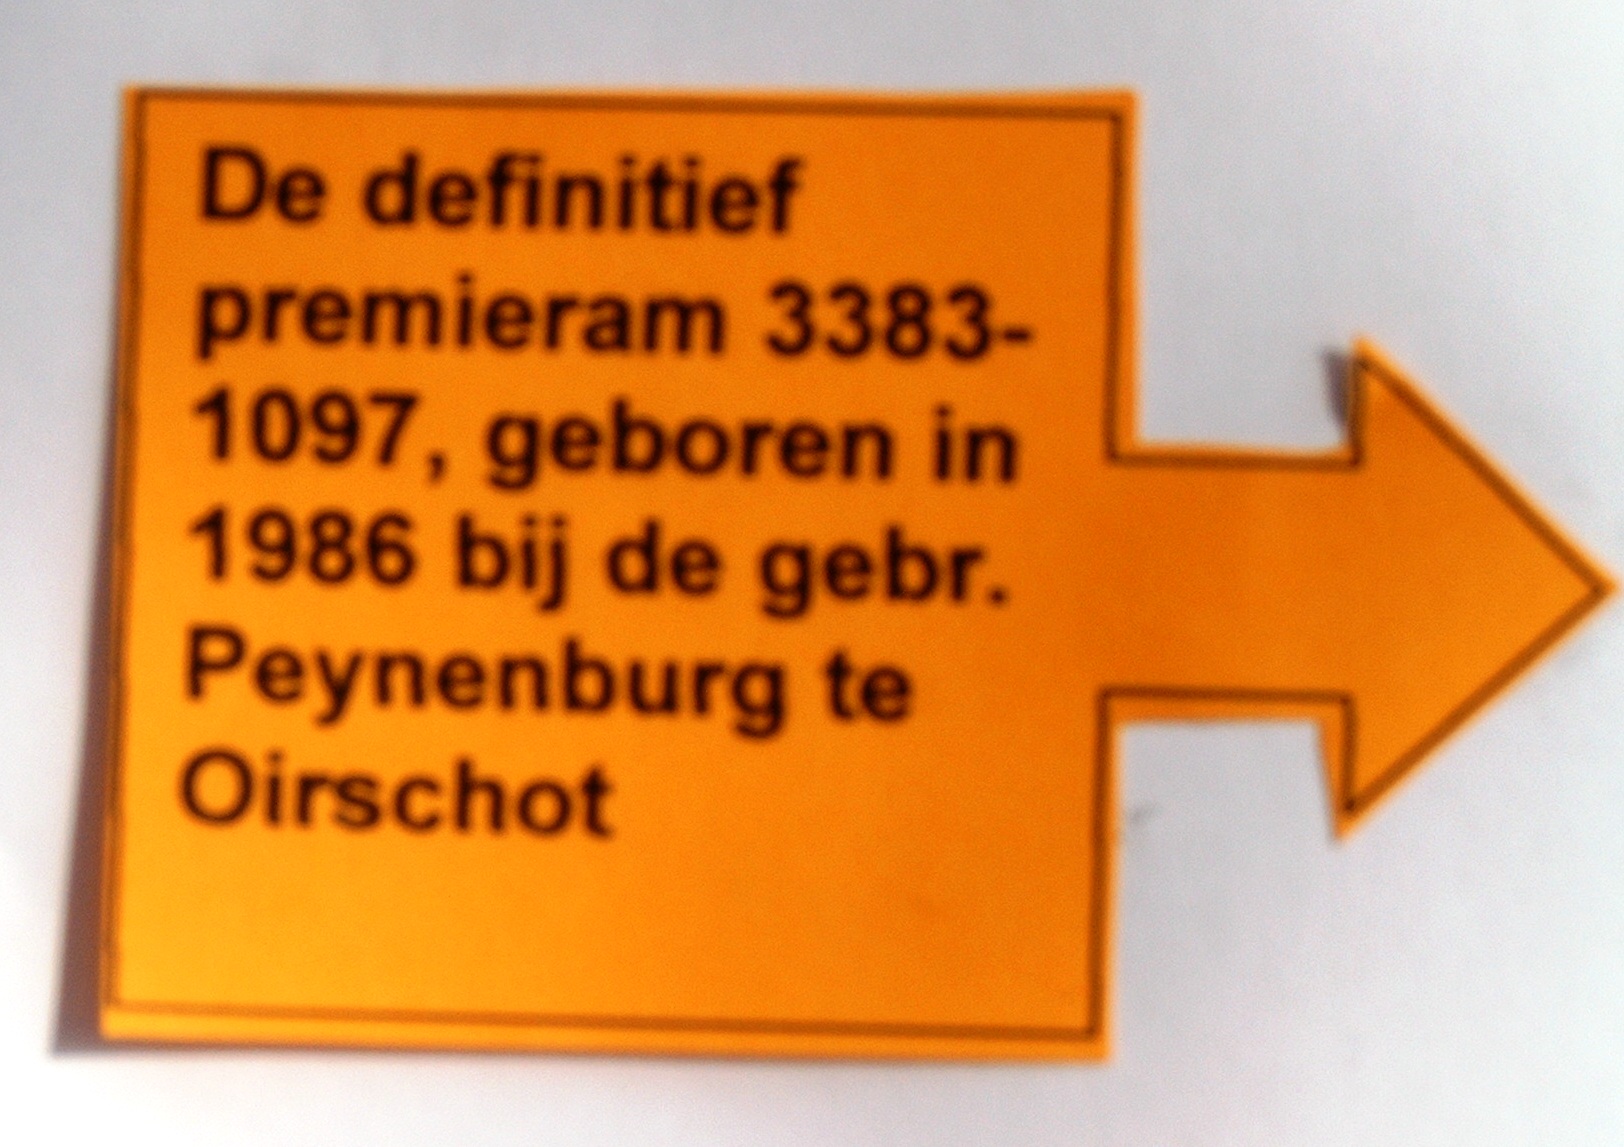 De definitief
premieram 3383-
1097, geboren in
1986 bij de gebr.
Peynenburg te
Oirschot